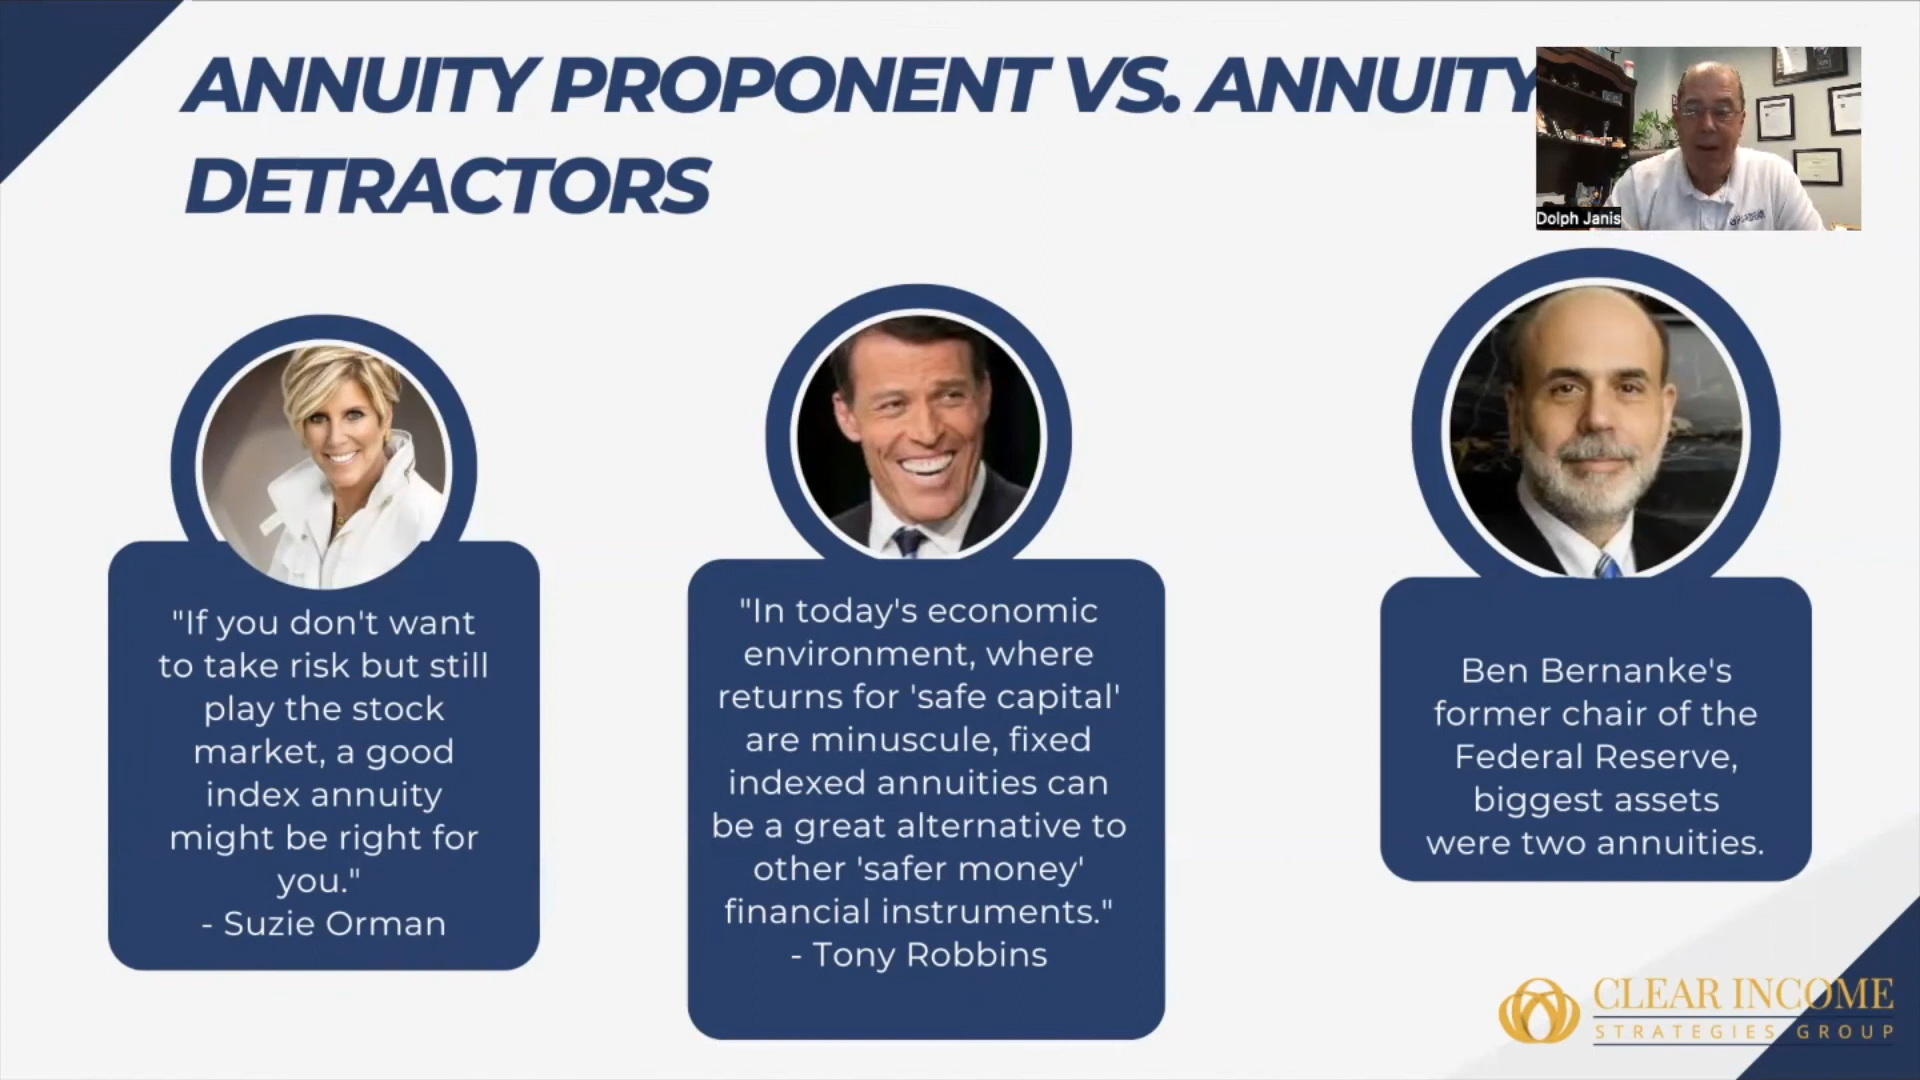 ANNUITY PROPONENT VS. ANNUITY
DETRACTORS
Dolph Janis
"If you don't want
to take risk but still
play the stock
market, a good
index annuity
might be right for
you."
- Suzie Orman
"In today's economic
environment, where
returns for 'safe capital'
are minuscule, fixed
indexed annuities can
be a great alternative to
other 'safer money'
financial instruments."
- Tony Robbins
Ben Bernanke's
former chair of the
Federal Reserve,
biggest assets
were two annuities.
CLEAR INCOME
STRATEGIES GROUP